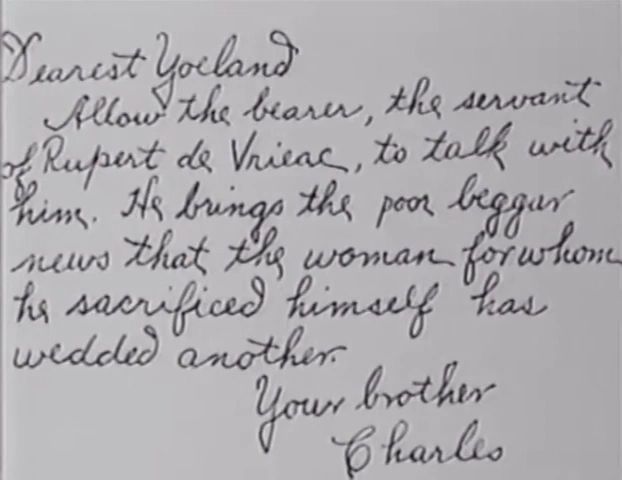 Dearest Yoeland
Allow the bearer, the servant
of Rupert de Vrieac, to talk with
him. He brings the poor beggar
news that the woman for whom
he sacrificed himself has
wedded another.
Your brother
Charles